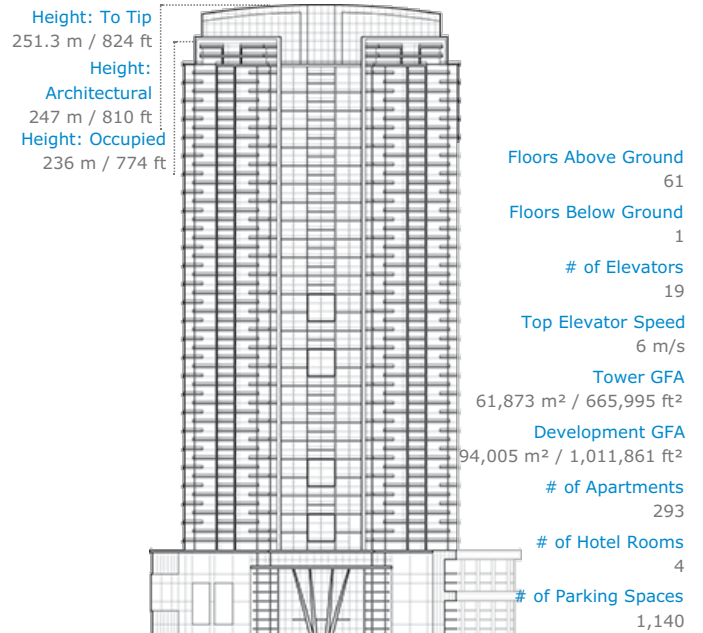 Height: To Tip
251.3 m / 824 ft
Height:
Architectural
247 m / 810 ft
Height: Occupied
236 m / 774 ft
Floors Above Ground
61
Floors Below Ground
1
# of Elevators
19
Top Elevator Speed
6 m/s
Tower GFA
61,873 m² / 665,995 ft²
Development GFA
94,005 m² / 1,011,861 ft²
# of Apartments
293
# of Hotel Rooms
4
# of Parking Spaces
1,140